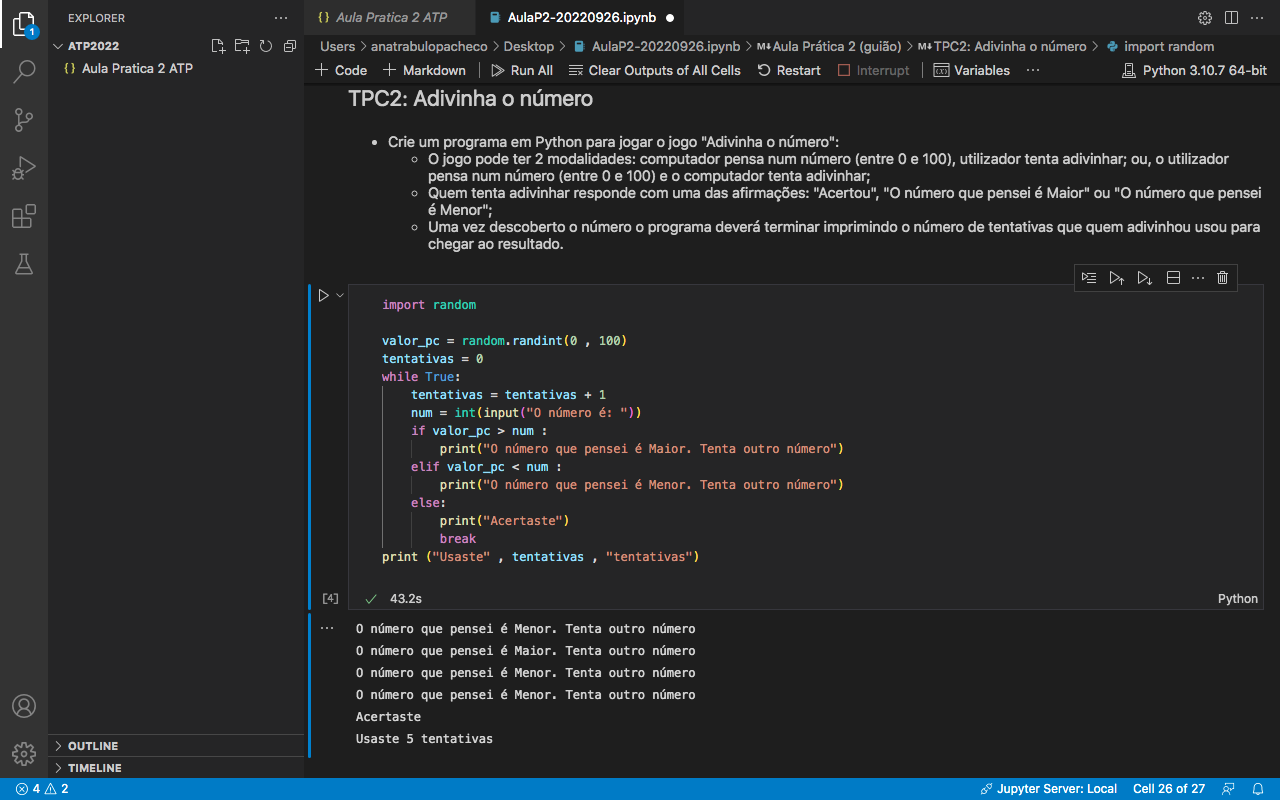 EXPLORER
{} Aula Pratica 2 ATP
AulaP2-20220926.ipynb
1
ATP2022
Users > anatrabulopacheco > Desktop > AulaP2-20220926.ipynb > M↓Aula Prática 2 (guião) > M↓TPC2: Adivinha o número > import random
{} Aula Pratica 2 ATP
+ Code + Markdown Run All Clear Outputs of All Cells Restart Interrupt Variables ··· Python 3.10.7 64-bit
TPC2: Adivinha o número
• Crie um programa em Python para jogar o jogo "Adivinha o número":
◦ O jogo pode ter 2 modalidades: computador pensa num número (entre 0 e 100), utilizador tenta adivinhar; ou, o utilizador
pensa num número (entre 0 e 100) e o computador tenta adivinhar;
◦ Quem tenta adivinhar responde com uma das afirmações: "Acertou", "O número que pensei é Maior" ou "O número que pensei
é Menor";
◦ Uma vez descoberto o número o programa deverá terminar imprimindo o número de tentativas que quem adivinhou usou para
chegar ao resultado.
import random
valor_pc = random.randint(0 , 100)
tentativas = 0
while True:
tentativas = tentativas + 1
num = int(input("O número é: "))
if valor_pc > num :
print("O número que pensei é Maior. Tenta outro número")
elif valor_pc < num :
print("O número que pensei é Menor. Tenta outro número")
else:
print("Acertaste")
break
print ("Usaste" , tentativas , "tentativas")
[4] ✓ 43.2s Python
O número que pensei é Menor. Tenta outro número
O número que pensei é Maior. Tenta outro número
O número que pensei é Menor. Tenta outro número
O número que pensei é Menor. Tenta outro número
Acertaste
Usaste 5 tentativas
OUTLINE
TIMELINE
4 2 Jupyter Server: Local Cell 26 of 27